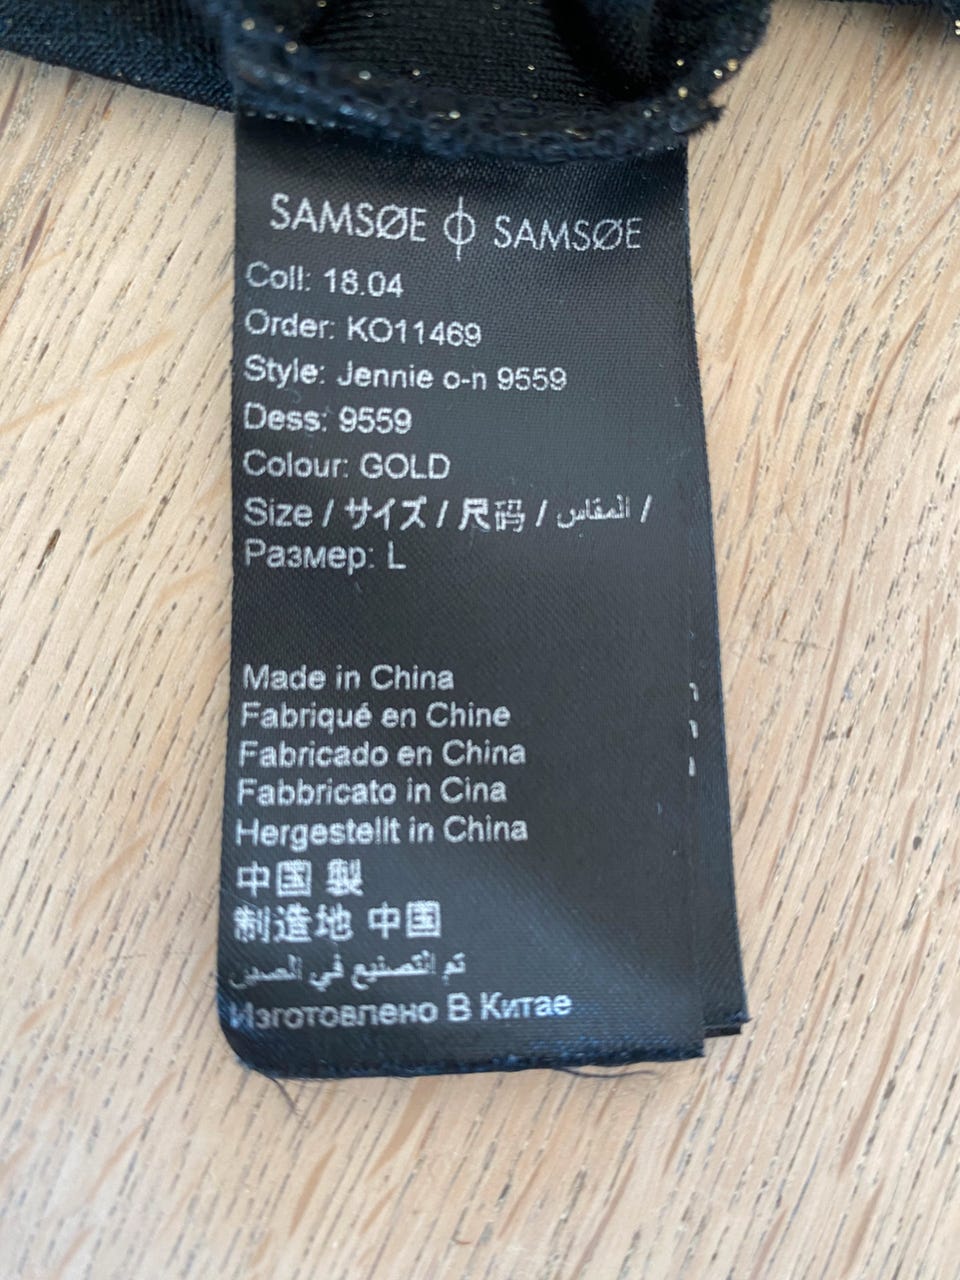 SAMSØE ϕ SAMSØE
Coll: 18.04
Order: KO11469
Style: Jennie o-n 9559
Dess: 9559
Colour: GOLD
Size / サイズ / 尺码 / المقاس /
Размер: L
Made in China
Fabriqué en Chine
Fabricado en China
Fabbricato in Cina
Hergestellt in China
中国 製
制造地 中国
تم التصنيع في الصين
Изготовлено В Китае